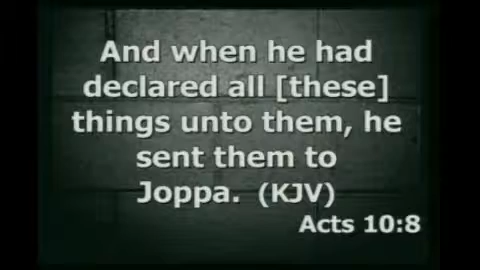 And when he had
declared all [these]
things unto them, he
sent them to
Joppa. (KJV)
Acts 10:8